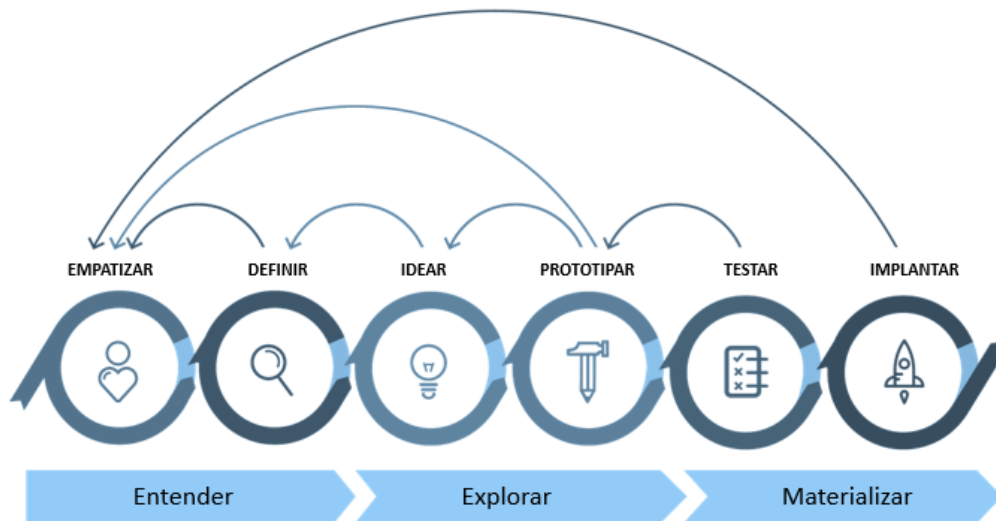 EMPATIZAR
DEFINIR
IDEAR
PROTOTIPAR
TESTAR
IMPLANTAR
Entender
Explorar
Materializar